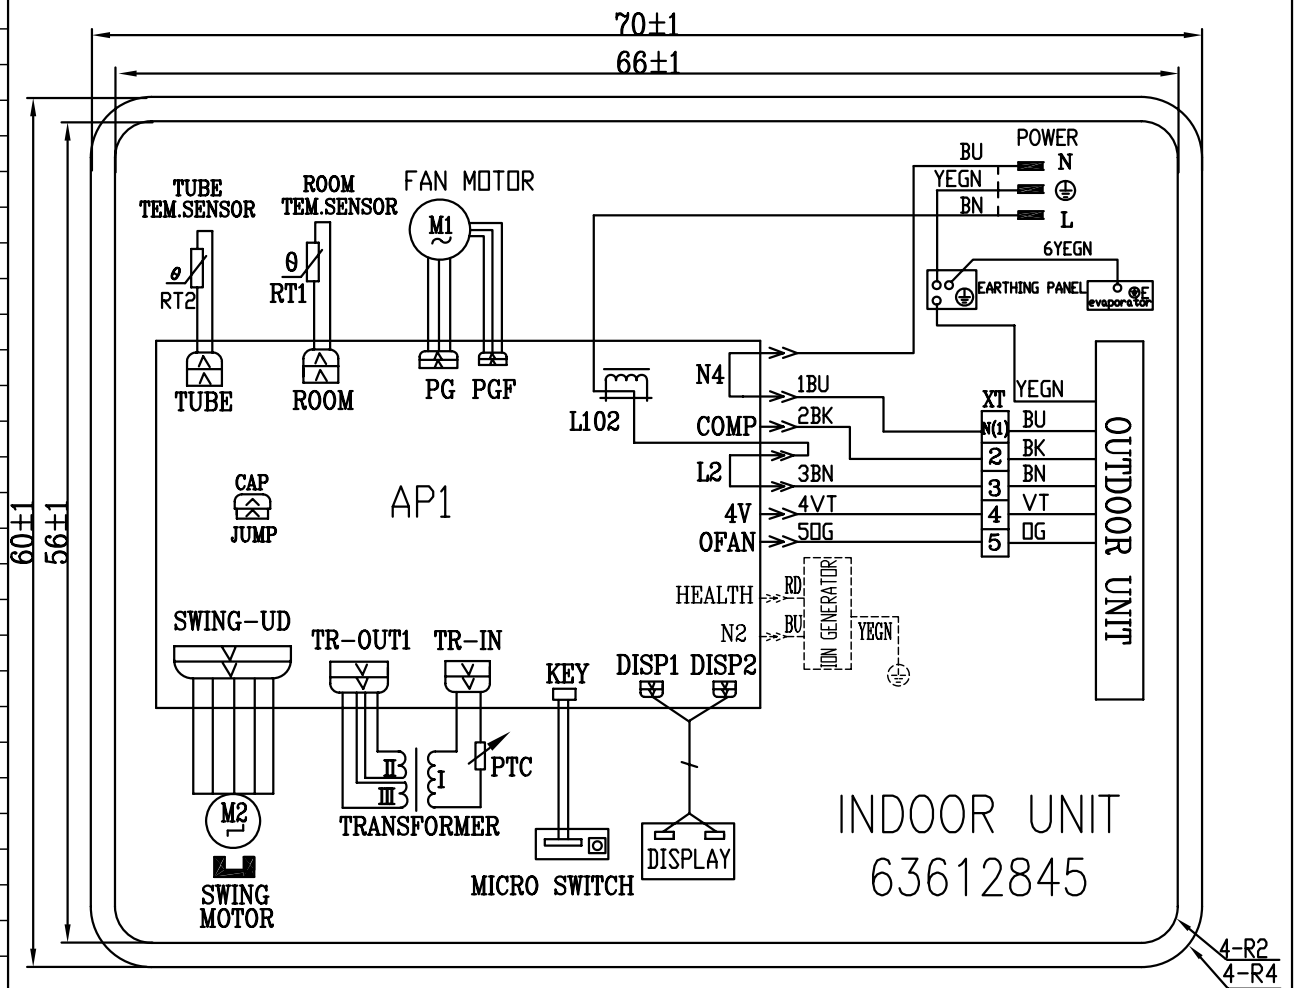 70±1
66±1
60±1
56±1
POWER
BU
N
YEGN
BN
L
TUBE
TEM.SENSOR
ROOM
TEM.SENSOR
FAN MOTOR
M1
~
θ
RT2
θ
RT1
6YEGN
EARTHING PANEL
E
evaporator
TUBE
ROOM
PG
PGF
L102
N4
1BU
COMP
2BK
L2
3BN
4V
4VT
OFAN
5OG
HEALTH
RD
N2
BU
ION GENERATOR
YEGN
XT
N(1)
2
3
4
5
YEGN
BU
BK
BN
VT
OG
OUTDOOR UNIT
CAP
JUMP
AP1
SWING-UD
TR-OUT1
TR-IN
KEY
DISP1
DISP2
M2
SWING
MOTOR
II
III
I
PTC
TRANSFORMER
MICRO SWITCH
DISPLAY
INDOOR UNIT
63612845
4-R2
4-R4